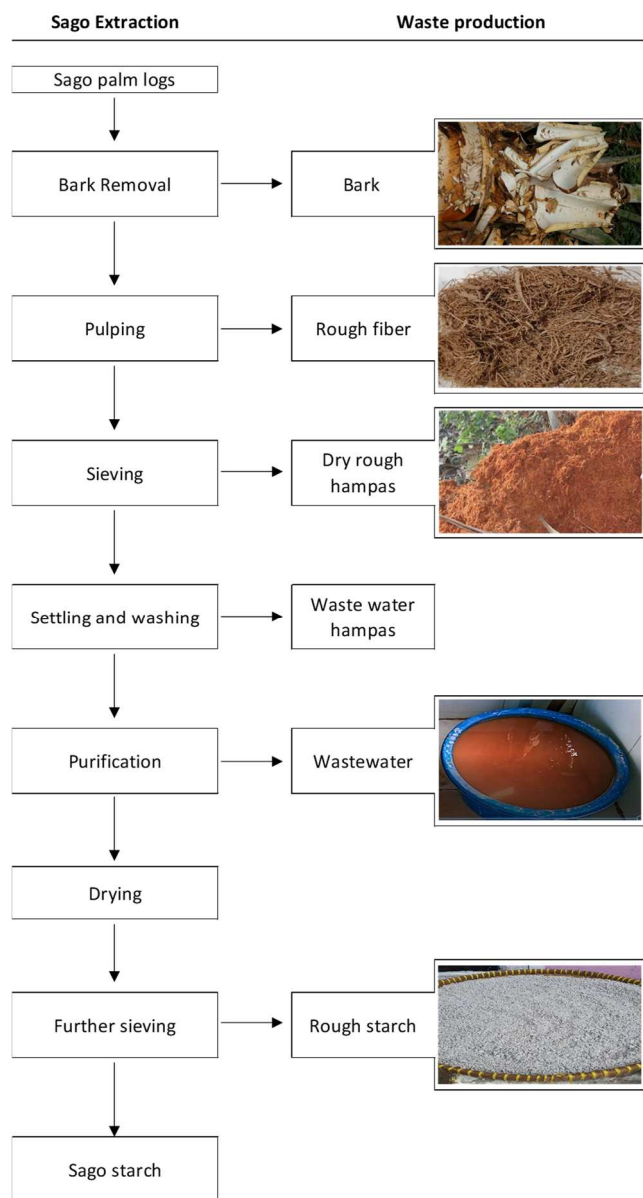 Sago Extraction
Waste production
Sago palm logs
Bark Removal
Bark
Pulping
Rough fiber
Sieving
Dry rough
hampas
Settling and washing
Waste water
hampas
Purification
Wastewater
Drying
Further sieving
Rough starch
Sago starch